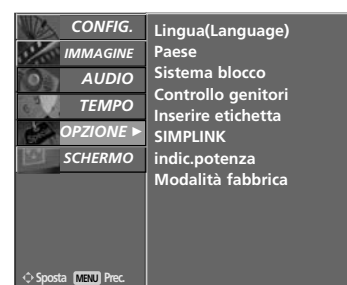 CONFIG.
IMMAGINE
AUDIO
TEMPO
OPZIONE ►
SCHERMO
Lingua(Language)
Paese
Sistema blocco
Controllo genitori
Inserire etichetta
SIMPLINK
indic.potenza
Modalità fabbrica
Sposta MENU Prec.